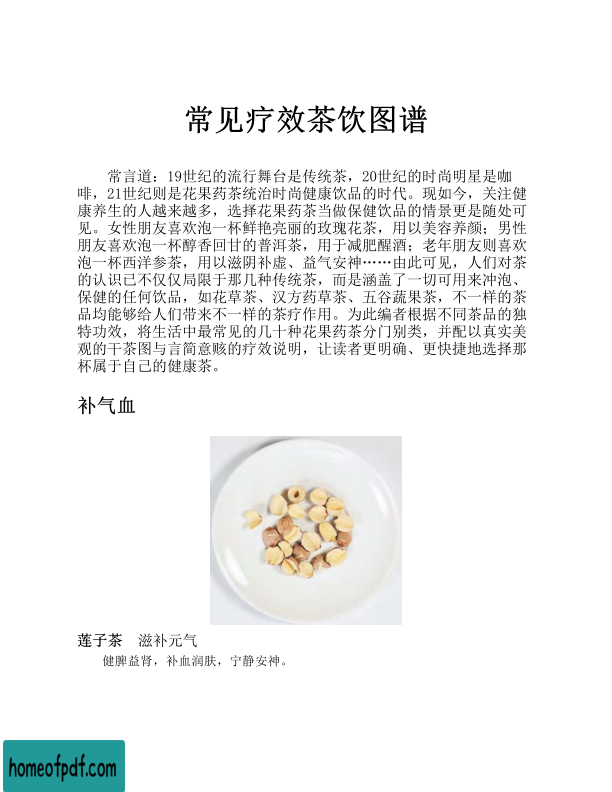 常见疗效茶饮图谱
常言道：19世纪的流行舞台是传统茶，20世纪的时尚明星是咖
啡，21世纪则是花果药茶统治时尚健康饮品的时代。现如今，关注健
康养生的人越来越多，选择花果药茶当做保健饮品的情景更是随处可
见。女性朋友喜欢泡一杯鲜艳亮丽的玫瑰花茶，用以美容养颜；男性
朋友喜欢泡一杯醇香回甘的普洱茶，用于减肥醒酒；老年朋友则喜欢
泡一杯西洋参茶，用以滋阴补虚、益气安神……由此可见，人们对茶
的认识已不仅仅局限于那几种传统茶，而是涵盖了一切可用来冲泡、
保健的任何饮品，如花草茶、汉方药草茶、五谷蔬果茶，不一样的茶
品均能够给人们带来不一样的茶疗作用。为此编者根据不同茶品的独
特功效，将生活中最常见的几十种花果药茶分门别类，并配以真实美
观的干茶图与言简意赅的疗效说明，让读者更明确、更快捷地选择那
杯属于自己的健康茶。
补气血
莲子茶　滋补元气
健脾益肾，补血润肤，宁静安神。
homeofpdf.com